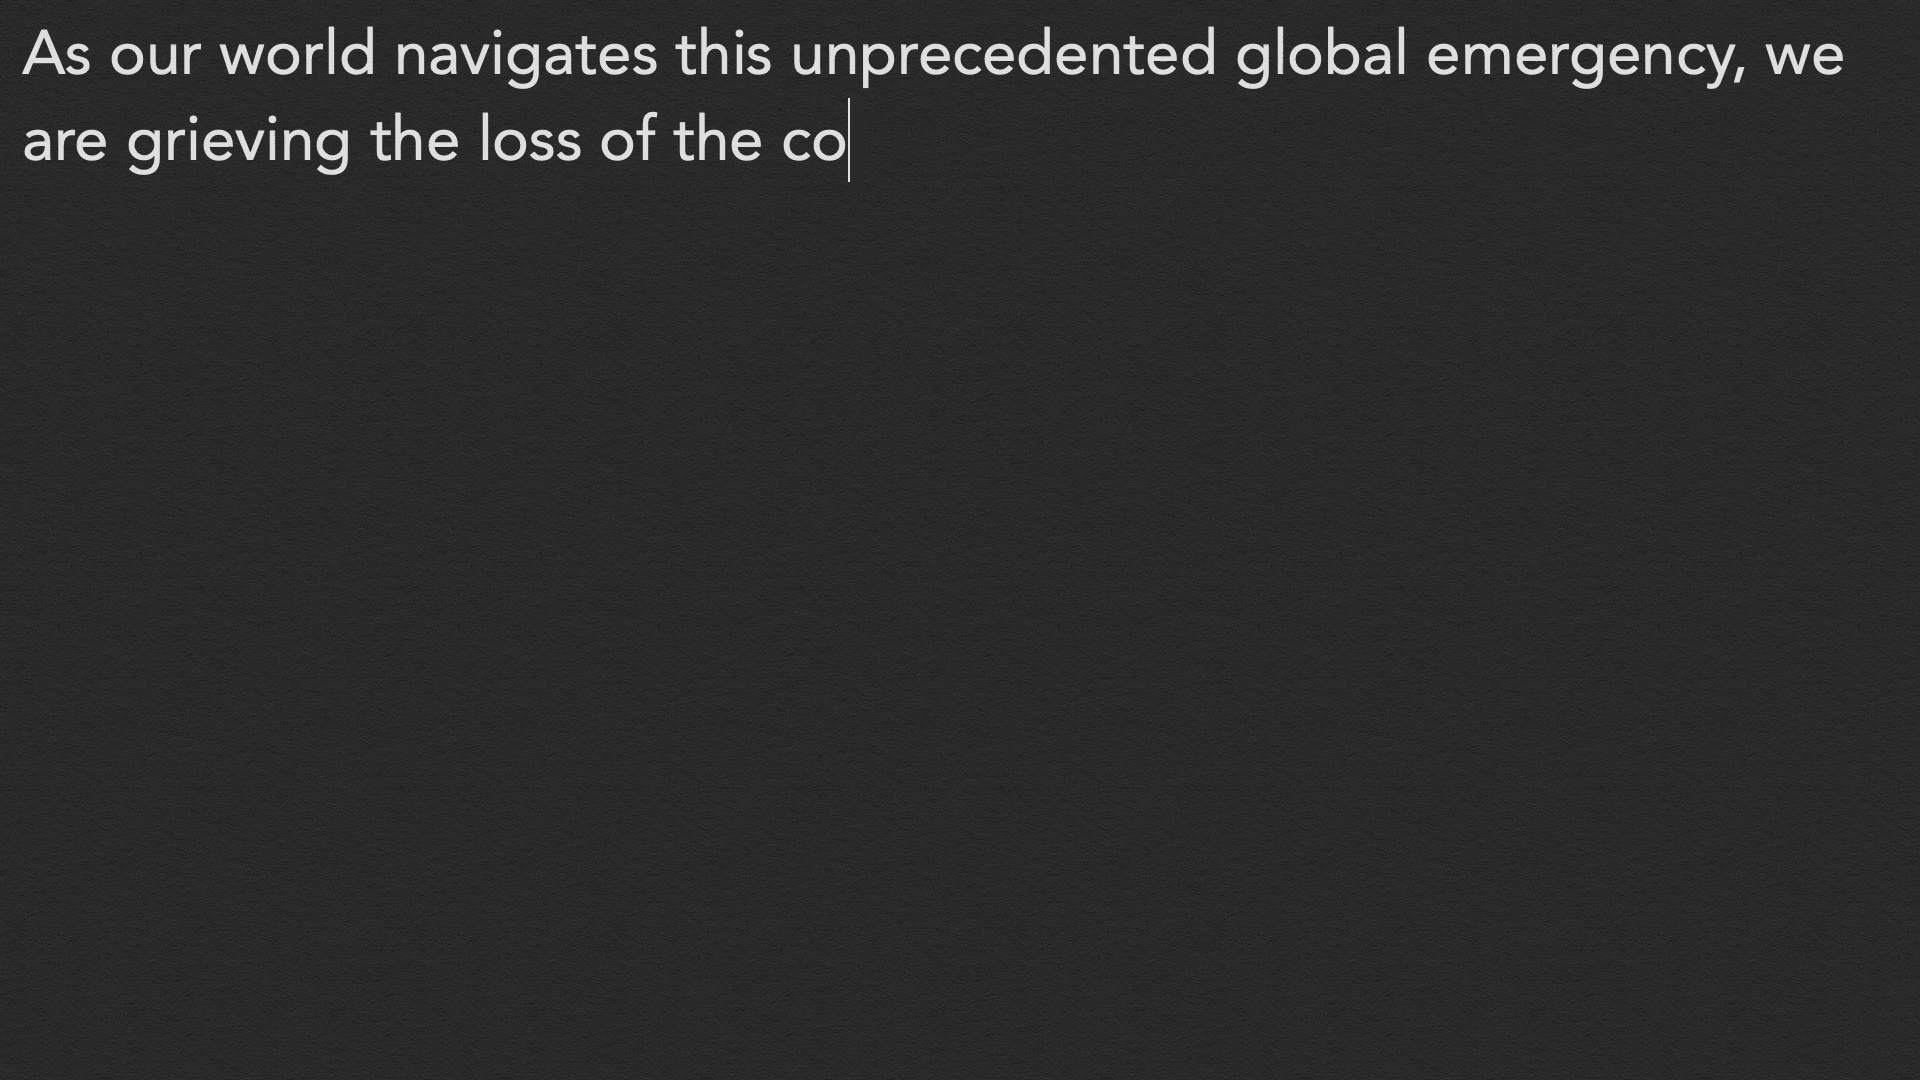 As our world navigates this unprecedented global emergency, we
are grieving the loss of the co